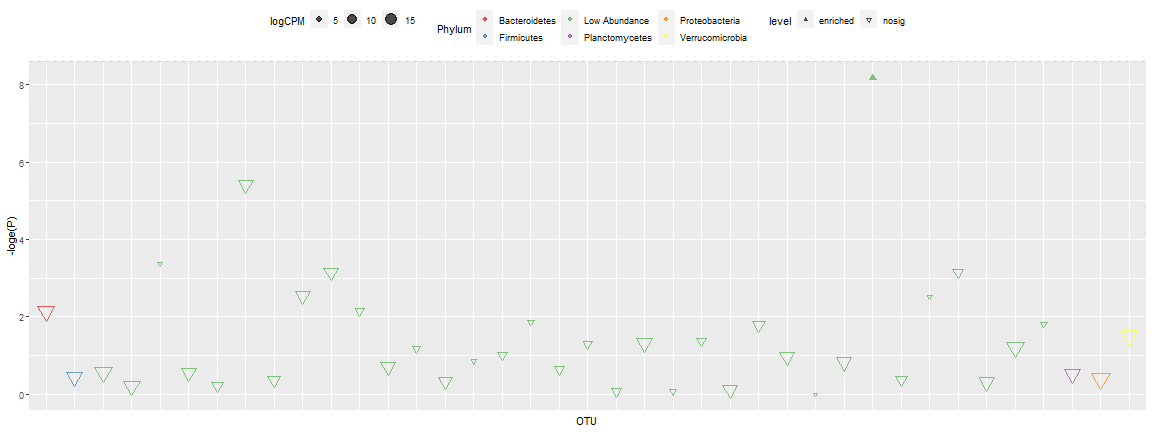 logCPM 5 10 15 Phylum Bacteroidetes Low Abundance Proteobacteria level enriched nosig
Firmicutes Planctomycetes Verrucomicrobia
8
6
-loge(P)
4
2
0
OTU